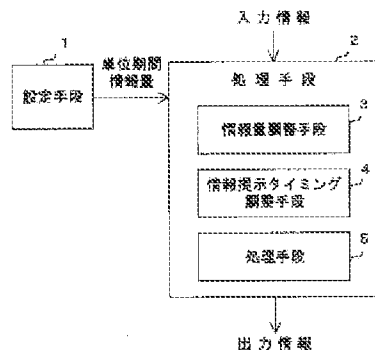 入力情報
1
2
単位期間
情報量
処理手段
設定手段
3
情報量調整手段
4
情報提示タイミング
調整手段
5
処理手段
出力情報